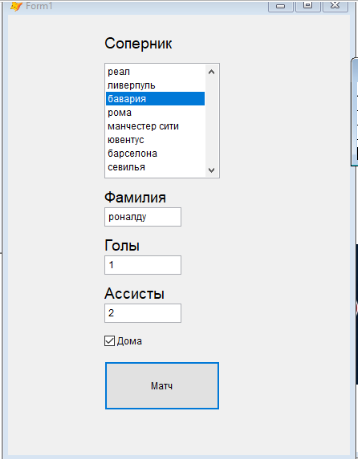 Form1
Соперник
реал
ливерпуль
бавария
рома
манчестер сити
ювентус
барселона
севилья
Фамилия
роналду
Голы
1
Ассисты
2
Дома
Матч